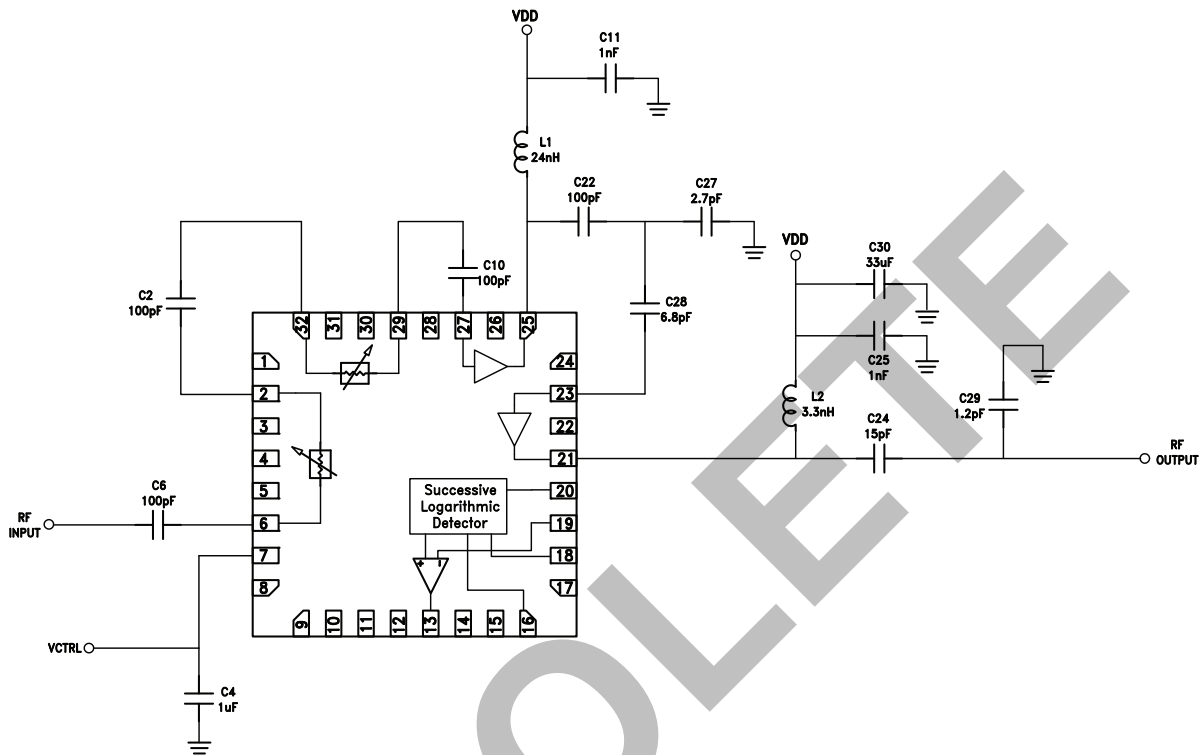 VDD
C11
1nF
L1
24nH
C22
100pF
C27
2.7pF
C10
100pF
C28
6.8pF
C2
100pF
VDD
C30
33uF
C25
1nF
L2
3.3nH
C29
1.2pF
C24
15pF
RF
OUTPUT
32
31
30
29
28
27
26
25
1
2
3
4
5
6
7
8
24
23
22
21
20
19
18
17
Successive
Logarithmic
Detector
+ -
9
10
11
12
13
14
15
16
C6
100pF
RF
INPUT
VCTRL
C4
1uF
OLETE